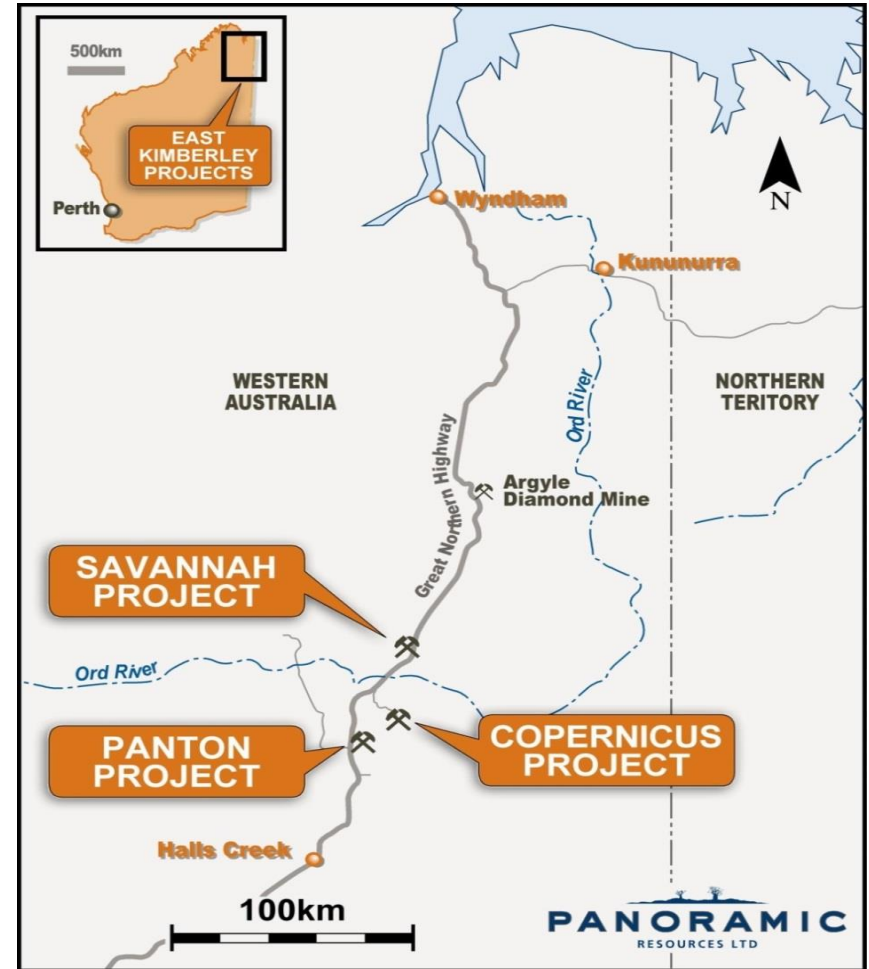 500km
EAST
KIMBERLEY
PROJECTS
Perth
Wyndham
N
Kununurra
WESTERN
AUSTRALIA
NORTHERN
TERITORY
Ord River
Great Northern Highway
Argyle
Diamond Mine
SAVANNAH
PROJECT
Ord River
COPERNICUS
PROJECT
PANTON
PROJECT
Halls Creek
100km
PANORAMIC
RESOURCES LTD